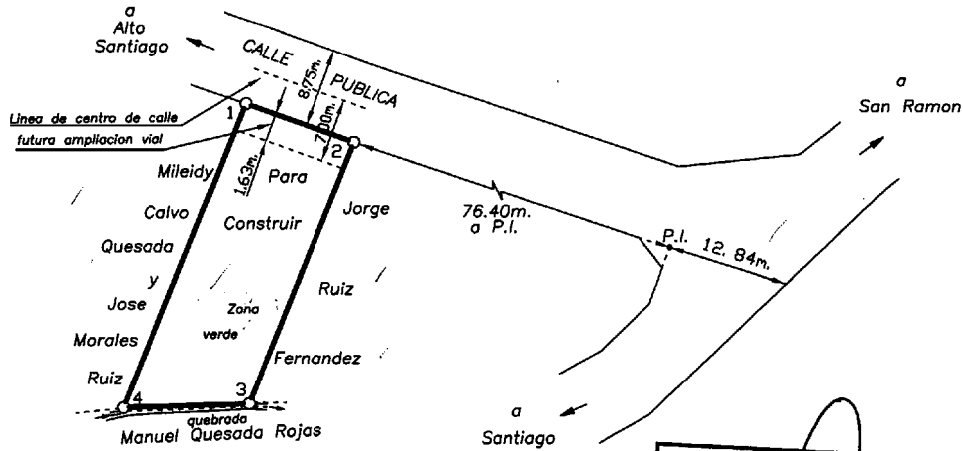 a
Alto
Santiago
CALLE
PUBLICA
8.75m.
7.00m.
1.63m.
Linea de centro de calle
futura ampliacion vial
a
San Ramon
1
2
Mileidy
Calvo
Quesada
y
Jose
Morales
Ruiz
Para
Construir
Jorge
Ruiz
Fernandez
Zona
verde
76.40m.
a P.I.
P.I.
12.84m.
4
3
quebrada
Manuel Quesada Rojas
a
Santiago